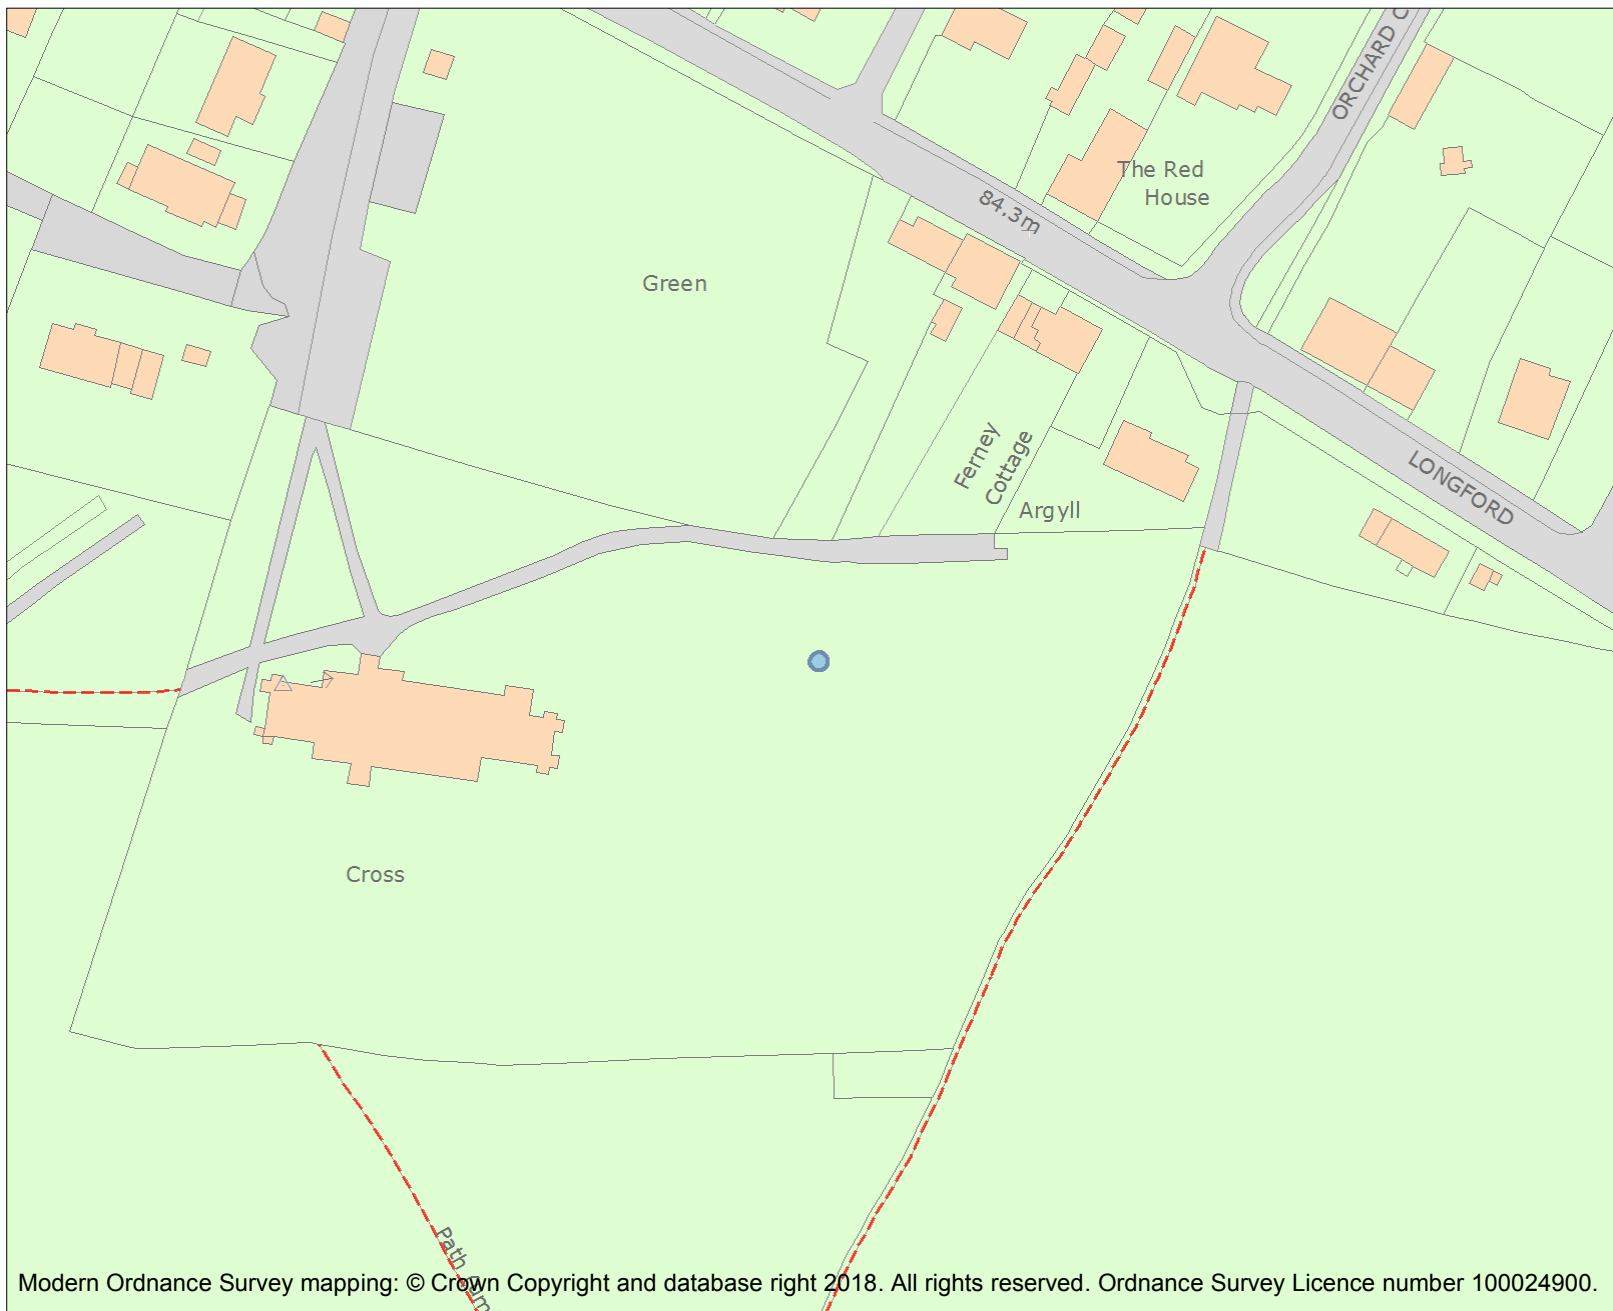 ORCHARD C
The Red
House
84.3m
Green
Ferney
Cottage
LONGFORD
Argyll
Cross
Path
Modern Ordnance Survey mapping: © Crown Copyright and database right 2018. All rights reserved. Ordnance Survey Licence number 100024900.